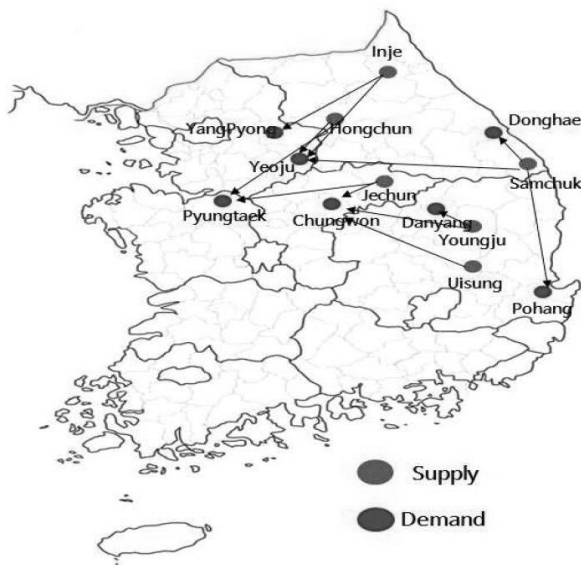 Inje
YangPyong
Hongchun
Donghae
Yeoju
Samchuk
Jechun
Pyungtaek
Chungwon
Danyang
Youngju
Uisung
Pohang
Supply
Demand